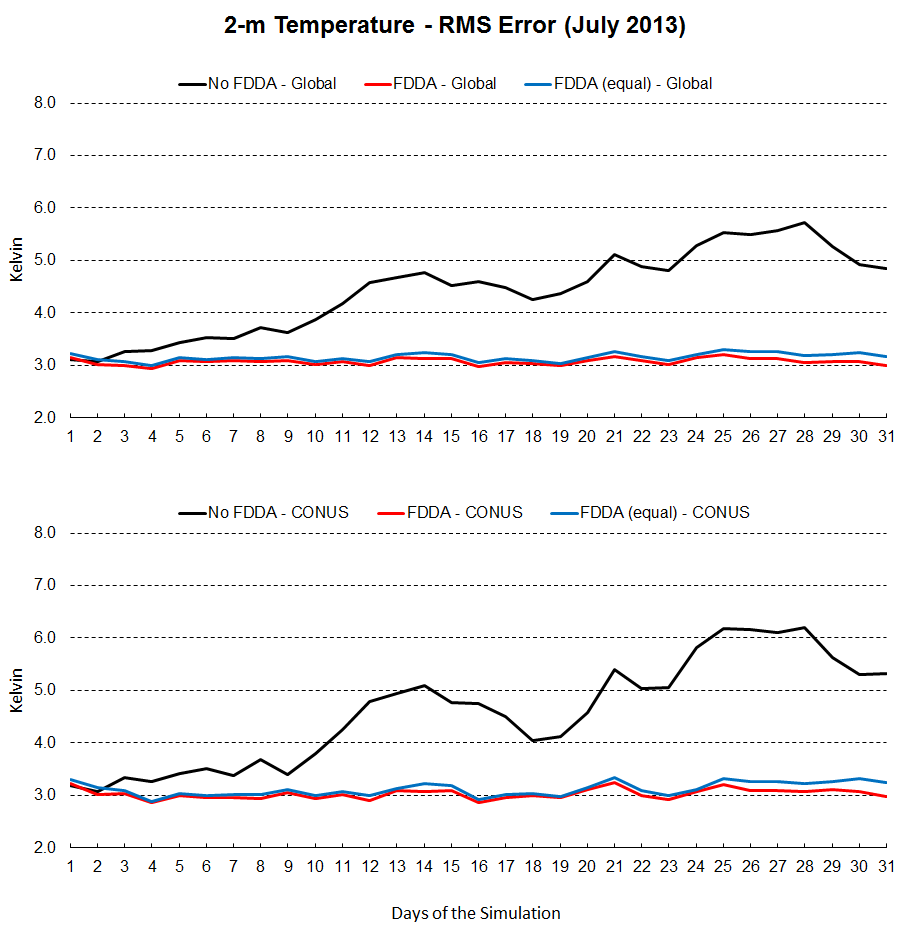 2-m Temperature - RMS Error (July 2013)
No FDDA - Global FDDA - Global FDDA (equal) - Global
8.0
7.0
6.0
5.0
4.0
3.0
2.0
Kelvin
1 2 3 4 5 6 7 8 9 10 11 12 13 14 15 16 17 18 19 20 21 22 23 24 25 26 27 28 29 30 31
No FDDA - CONUS FDDA - CONUS FDDA (equal) - CONUS
8.0
7.0
6.0
5.0
4.0
3.0
2.0
Kelvin
1 2 3 4 5 6 7 8 9 10 11 12 13 14 15 16 17 18 19 20 21 22 23 24 25 26 27 28 29 30 31
Days of the Simulation